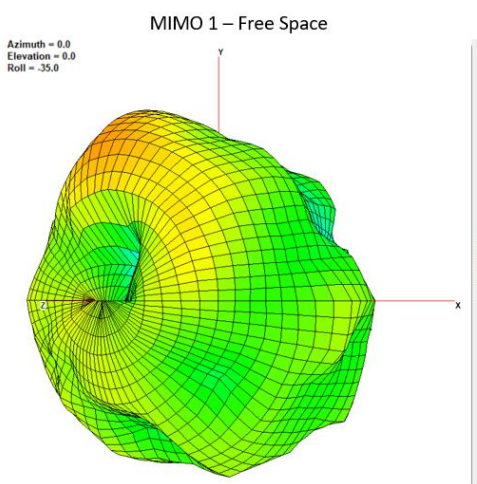 MIMO 1 – Free Space
Azimuth = 0.0
Elevation = 0.0
Roll = -35.0
Y
Z
X